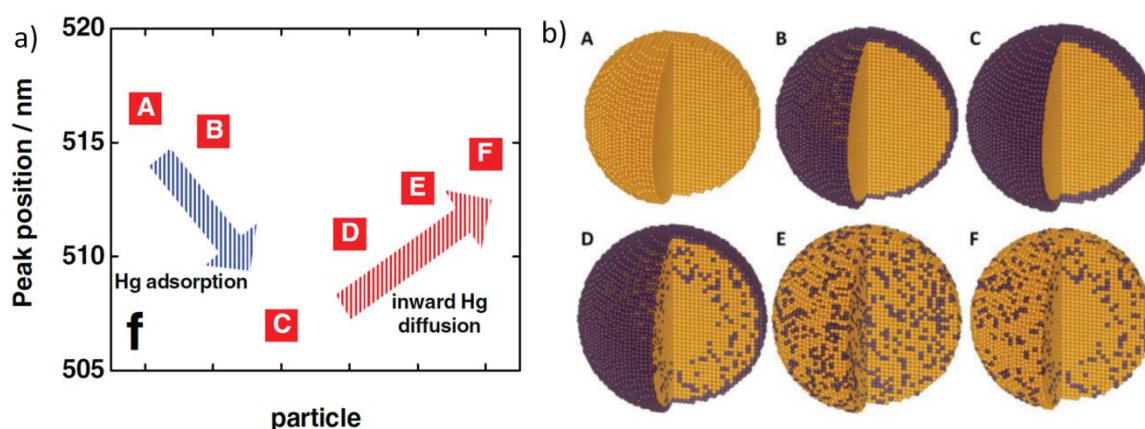 a)
520
515
510
505
Peak position / nm
A
B
C
D
E
F
Hg adsorption
inward Hg
diffusion
f
particle
b)
A
B
C
D
E
F